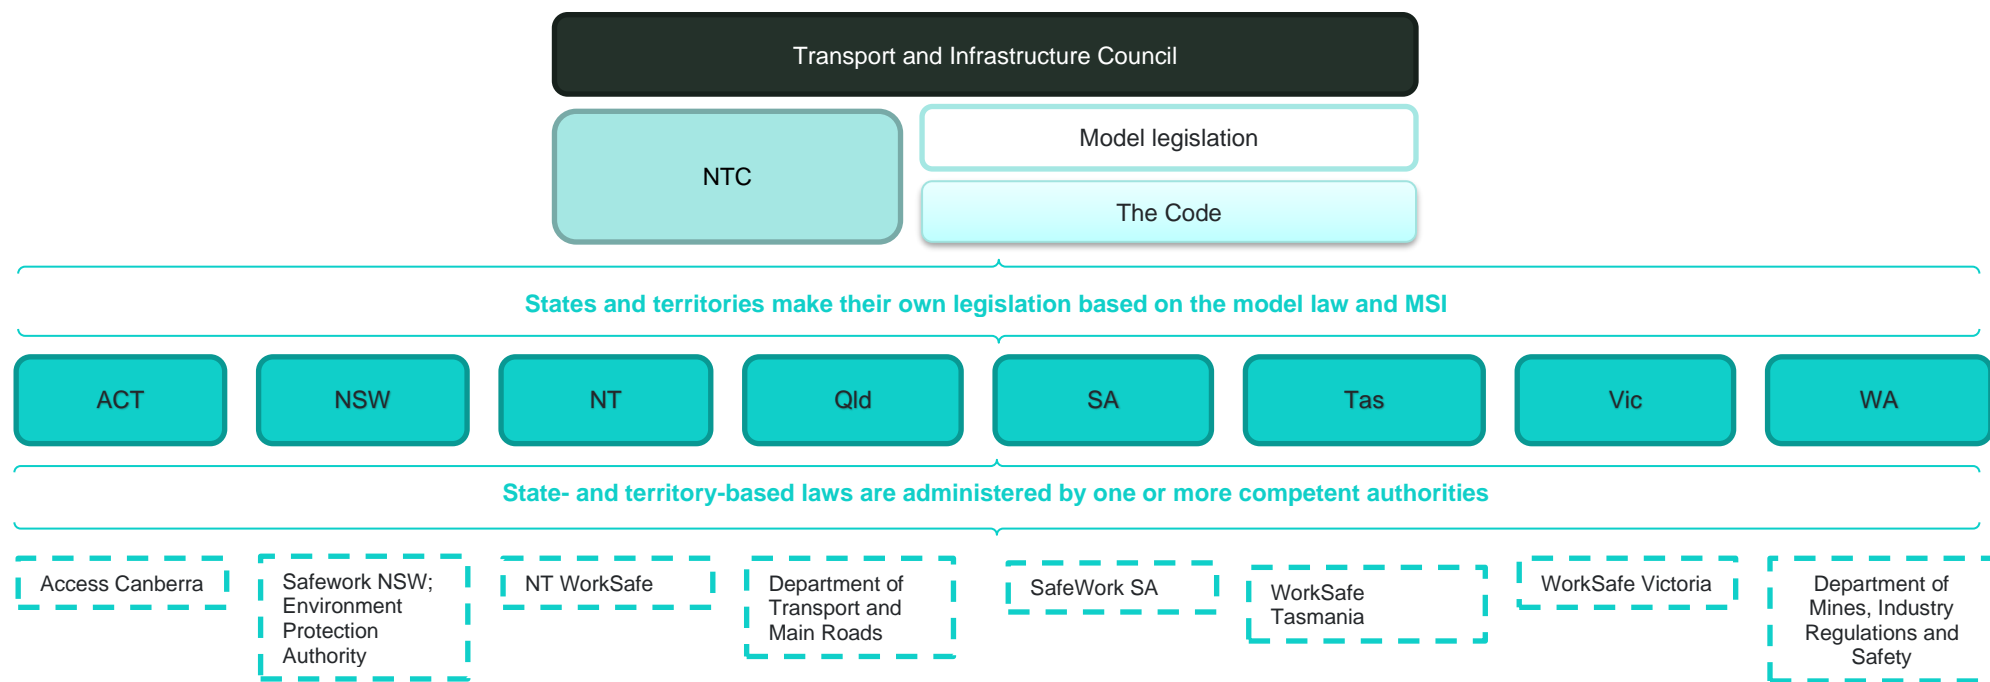 Transport and Infrastructure Council
NTC
Model legislation
The Code
States and territories make their own legislation based on the model law and MSI
ACT
NSW
NT
Qld
SA
Tas
Vic
WA
State- and territory-based laws are administered by one or more competent authorities
Access Canberra
Safework NSW;
Environment
Protection
Authority
NT WorkSafe
Department of
Transport and
Main Roads
SafeWork SA
WorkSafe
Tasmania
WorkSafe Victoria
Department of
Mines, Industry
Regulations and
Safety